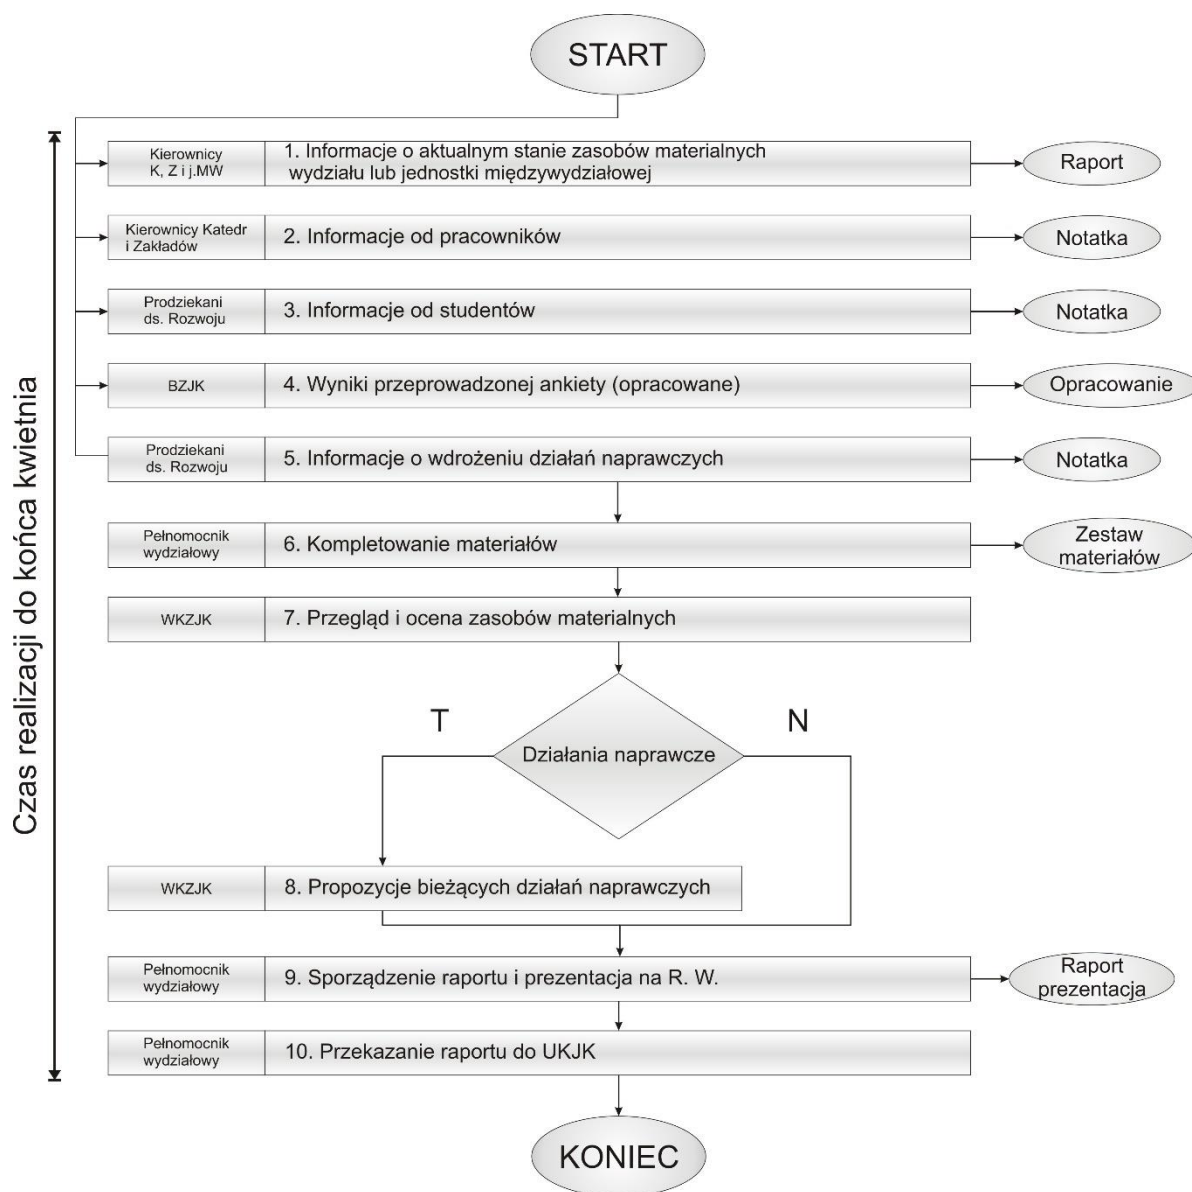 START
Czas realizacji do końca kwietnia
Kierownicy
K, Z i j.MW
1. Informacje o aktualnym stanie zasobów materialnych
wydziału lub jednostki międzywydziałowej
Raport
Kierownicy Katedr
i Zakładów
2. Informacje od pracowników
Notatka
Prodziekani
ds. Rozwoju
3. Informacje od studentów
Notatka
BZJK
4. Wyniki przeprowadzonej ankiety (opracowane)
Opracowanie
Prodziekani
ds. Rozwoju
5. Informacje o wdrożeniu działań naprawczych
Notatka
Pełnomocnik
wydziałowy
6. Kompletowanie materiałów
Zestaw
materiałów
WKZJK
7. Przegląd i ocena zasobów materialnych
T
N
Działania naprawcze
WKZJK
8. Propozycje bieżących działań naprawczych
Pełnomocnik
wydziałowy
9. Sporządzenie raportu i prezentacja na R. W.
Raport
prezentacja
Pełnomocnik
wydziałowy
10. Przekazanie raportu do UKJK
KONIEC